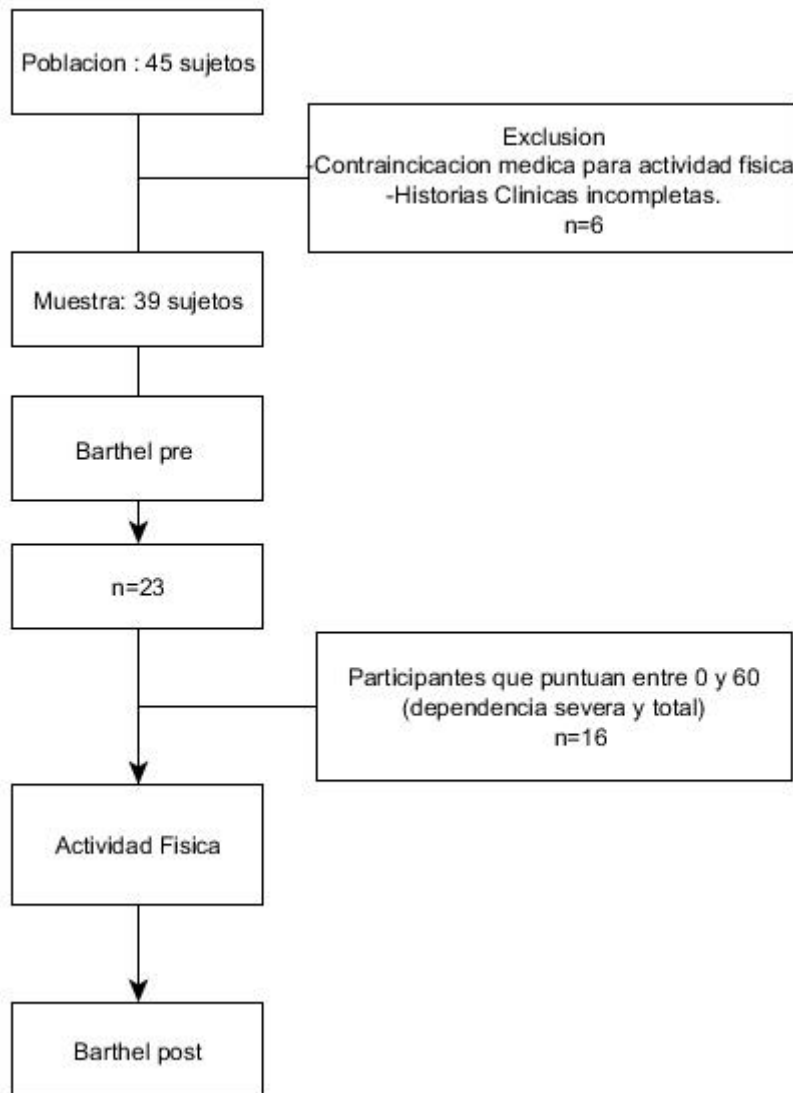 Poblacion : 45 sujetos
Exclusion
-Contraincicacion medica para actividad fisica
-Historias Clinicas incompletas.
n=6
Muestra: 39 sujetos
Barthel pre
n=23
Participantes que puntuan entre 0 y 60
(dependencia severa y total)
n=16
Actividad Fisica
Barthel post